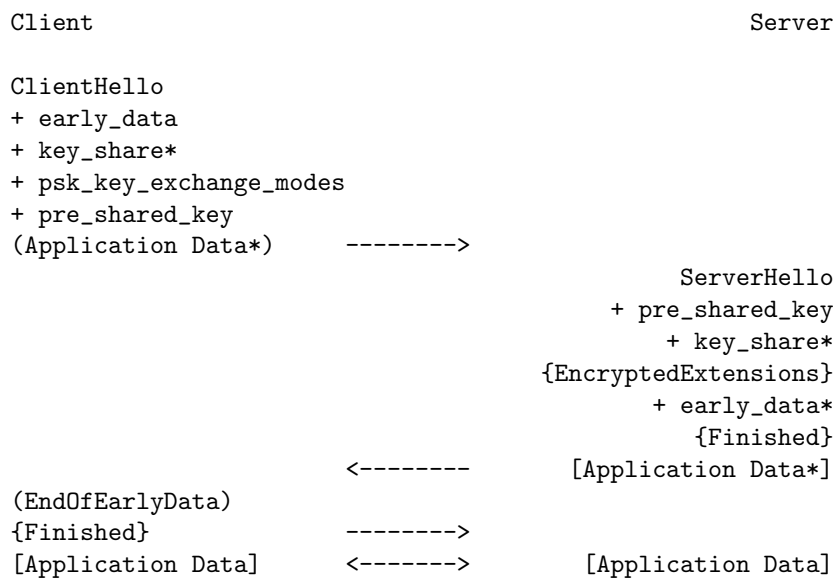 Client Server
ClientHello
+ early_data
+ key_share*
+ psk_key_exchange_modes
+ pre_shared_key
(Application Data*) -------->
ServerHello
+ pre_shared_key
+ key_share*
{EncryptedExtensions}
+ early_data*
{Finished}
<-------- [Application Data*]
(EndOfEarlyData)
{Finished} -------->
[Application Data] <-------> [Application Data]